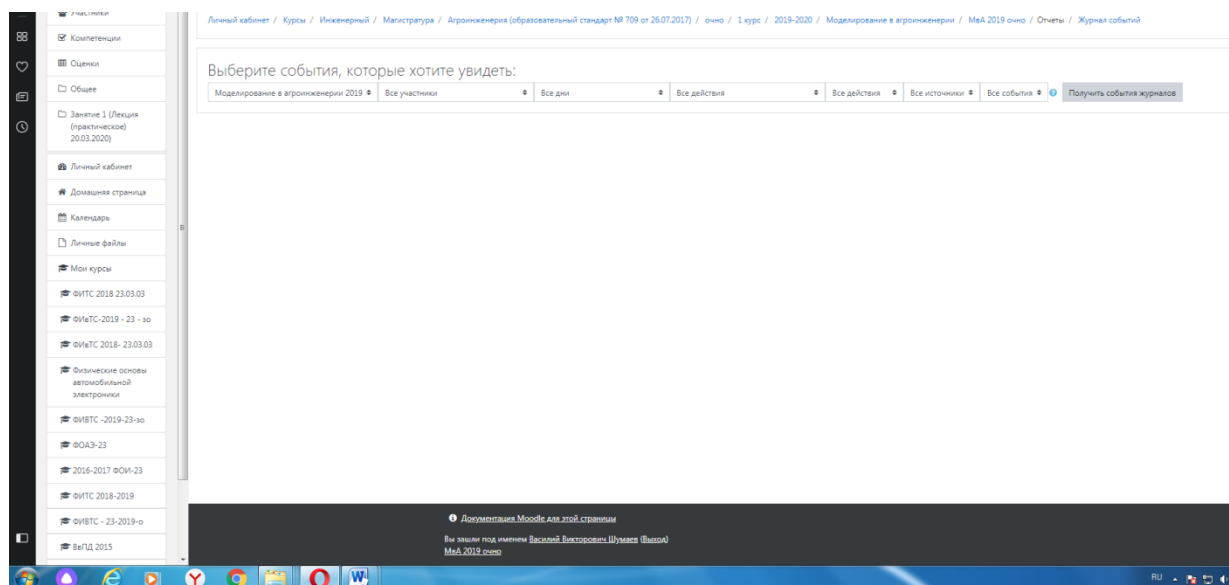 Участники
Компетенции
Оценки
Общее
Занятие 1 (Лекция
(практическое)
20.03.2020)
Личный кабинет
Домашняя страница
Календарь
Личные файлы
Мои курсы
ФИТС 2018 23.03.03
ФИвТС-2019 - 23 - зо
ФИвТС 2018- 23.03.03
Физические основы
автомобильной
электроники
ФИВТС -2019-23-зо
ФОАЭ-23
2016-2017 ФОИ-23
ФИТС 2018-2019
ФИВТС - 23-2019-о
ВвПД 2015
Личный кабинет / Курсы / Инженерный / Магистратура / Агроинженерия (образовательный стандарт № 709 от 26.07.2017) / очно / 1 курс / 2019-2020 / Моделирование в агроинженерии / МвА 2019 очно / Отчеты / Журнал событий
Выберите события, которые хотите увидеть:
Моделирование в агроинженерии 2019 Все участники Все дни Все действия Все действия Все источники Все события Получить события журналов
Документация Moodle для этой страницы
Вы зашли под именем Василий Викторович Шумаев (Выход)
МвА 2019 очно
RU